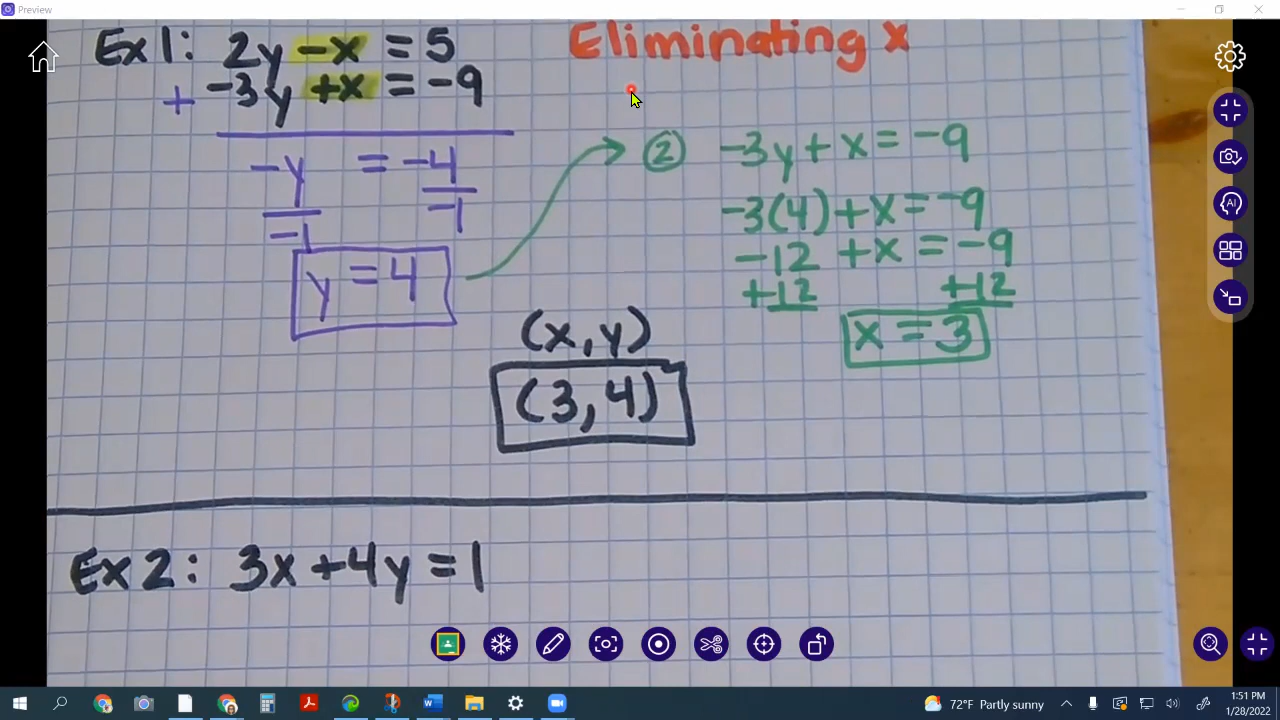 Preview
Ex 1: 2y -x = 5
+ -3y +x = -9
-y = -4
-1 -1
y = 4
Eliminating x
② -3y + x = -9
-3(4) + x = -9
-12 + x = -9
+12 +12
x = 3
(x, y)
(3, 4)
Ex 2: 3x + 4y = 1
AI
72°F Partly sunny
1:51 PM
1/28/2022